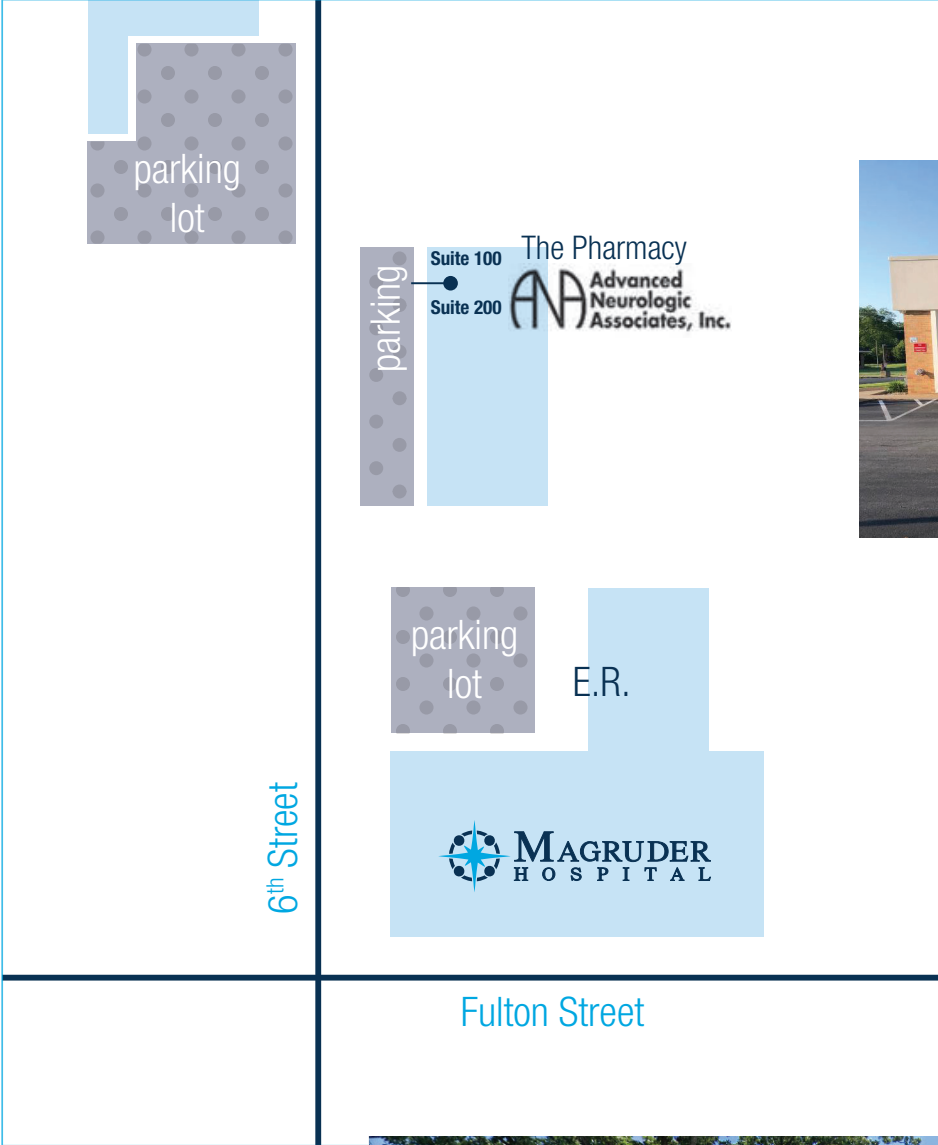 parking
lot
The Pharmacy
Suite 100
parking
Suite 200
ANA
Advanced
Neurologic
Associates, Inc.
parking
lot
E.R.
6th Street
MAGRUDER
HOSPITAL
Fulton Street